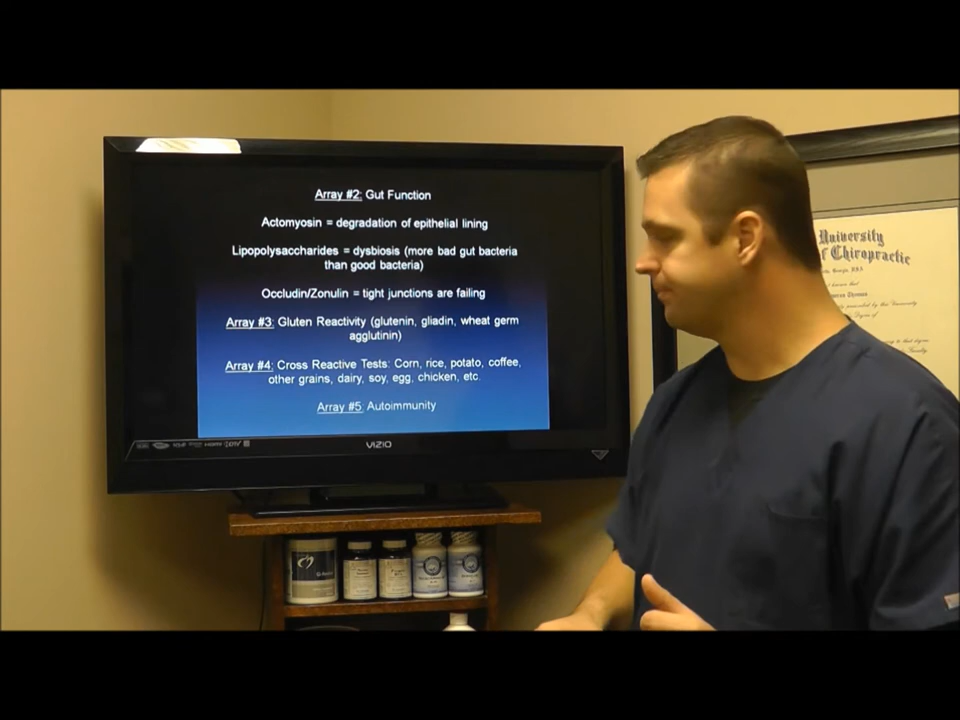 Array #2: Gut Function
Actomyosin = degradation of epithelial lining
Lipopolysaccharides = dysbiosis (more bad gut bacteria
than good bacteria)
Occludin/Zonulin = tight junctions are failing
Array #3: Gluten Reactivity (glutenin, gliadin, wheat germ
agglutinin)
Array #4: Cross Reactive Tests: Corn, rice, potato, coffee,
other grains, dairy, soy, egg, chicken, etc.
Array #5: Autoimmunity
VIZIO
University
of Chiropractic